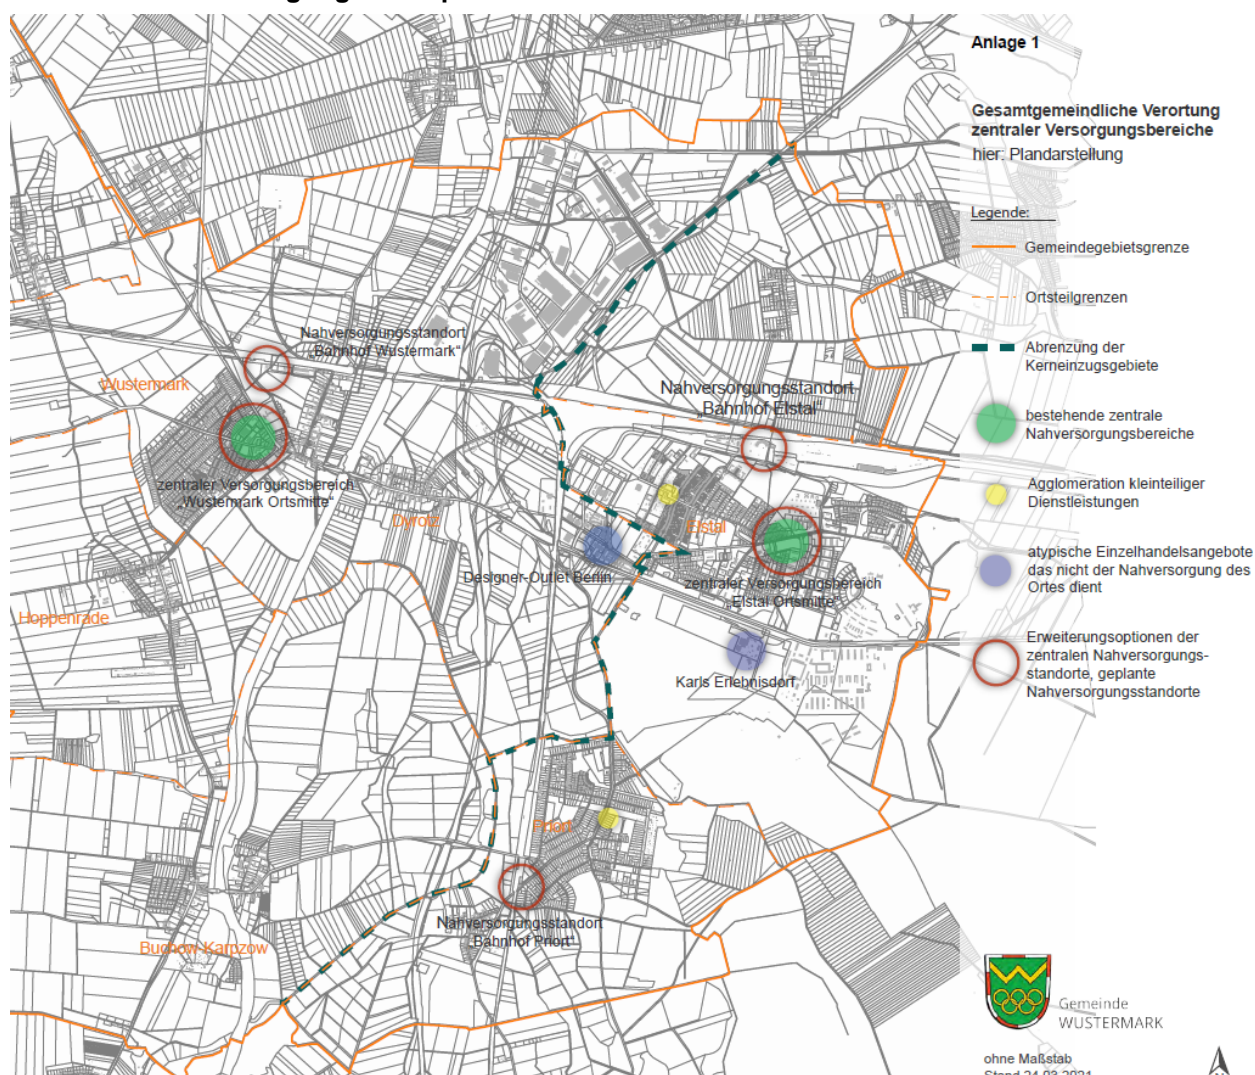 Anlage 1
Gesamtgemeindliche Verortung
zentraler Versorgungsbereiche
hier: Plandarstellung
Legende:
Gemeindegebietsgrenze
Ortsteilgrenzen
Abrenzung der
Kerneinzugsgebiete
bestehende zentrale
Nahversorgungsbereiche
Agglomeration kleinteiliger
Dienstleistungen
atypische Einzelhandelsangebote
das nicht der Nahversorgung des
Ortes dient
Erweiterungsoptionen der
zentralen Nahversorgungs-
standorte, geplante
Nahversorgungsstandorte
Nahversorgungsstandort
„Bahnhof Wustermark“
Wustermark
zentraler Versorgungsbereich
„Wustermark Ortsmitte“
Dyrotz
Nahversorgungsstandort
„Bahnhof Elstal“
Elstal
Designer-Outlet Berlin
zentraler Versorgungsbereich
„Elstal Ortsmitte“
Hoppenrade
Karls Erlebnisdorf
Priort
Nahversorgungsstandort
„Bahnhof Priort“
Buchow-Karpzow
Gemeinde
WUSTERMARK
ohne Maßstab